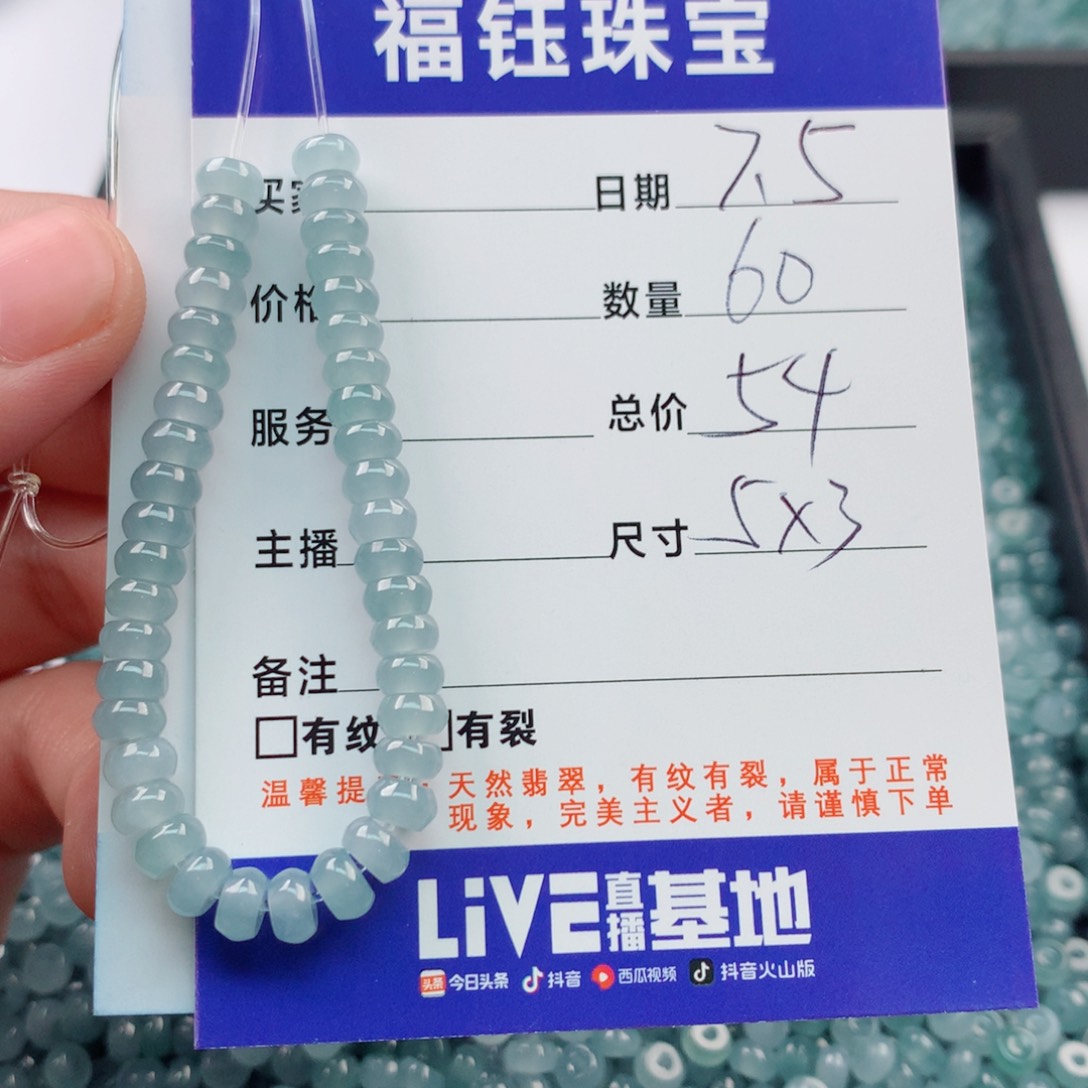 福钰珠宝
买家 日期 7.5
价格 数量 60
服务 总价 54
主播 尺寸 5X3
备注
□有纹 □有裂
温馨提 天然翡翠，有纹有裂，属于正常
现象，完美主义者，请谨慎下单
LiVE直播基地
头条 今日头条 抖音 西瓜视频 抖音火山版